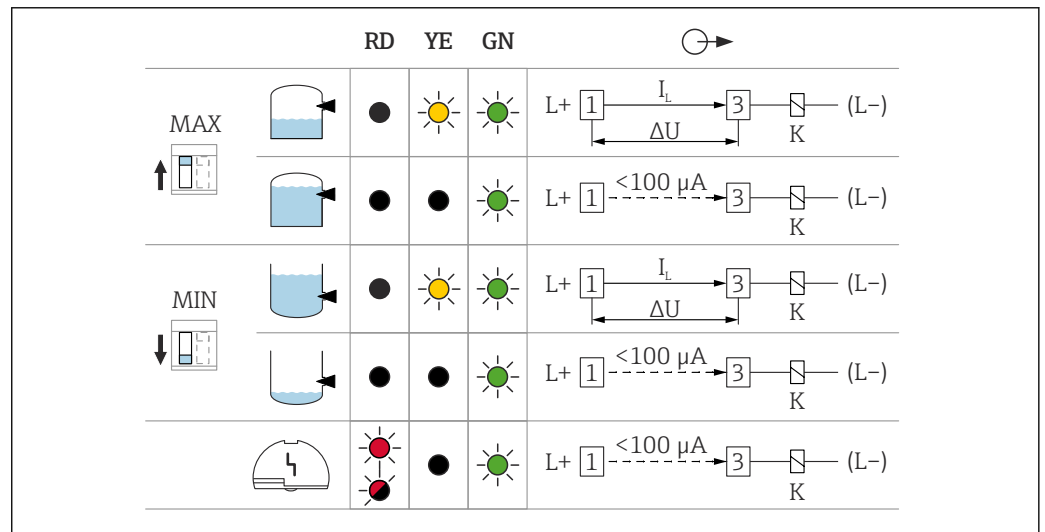 RD YE GN
MAX
L+ 1 I_L 3 (L−)
ΔU K
L+ 1 <100 μA 3 (L−)
K
MIN
L+ 1 I_L 3 (L−)
ΔU K
L+ 1 <100 μA 3 (L−)
K
L+ 1 <100 μA 3 (L−)
K